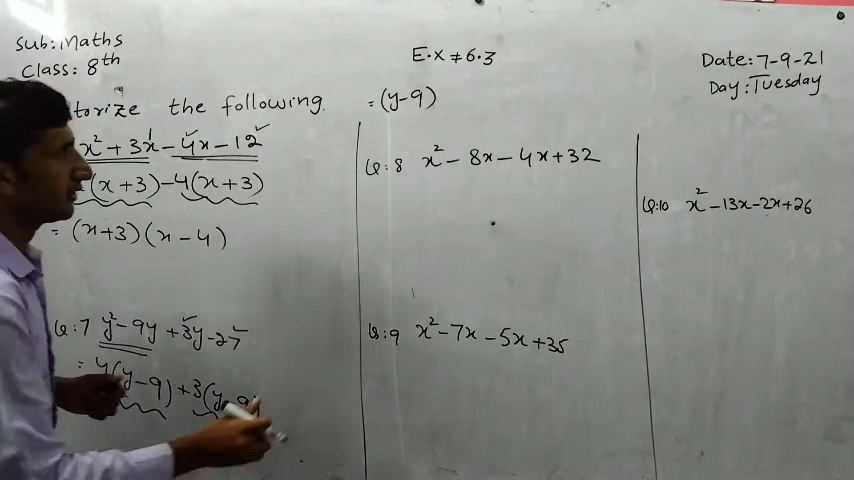 Sub: Maths
Class: 8th
E.x ≠ 6.3
Date: 7-9-21
Day: Tuesday
torize the following.
x² + 3x - 4x - 12
(x + 3) - 4(x + 3)
= (x+3) (x - 4)
Q:7 y² - 9y + 3y - 27
= y(y - 9) + 3(y - 9)
= (y-9)
Q:8 x² - 8x - 4x + 32
Q:9 x² - 7x - 5x + 35
Q:10 x² - 13x - 2x + 26